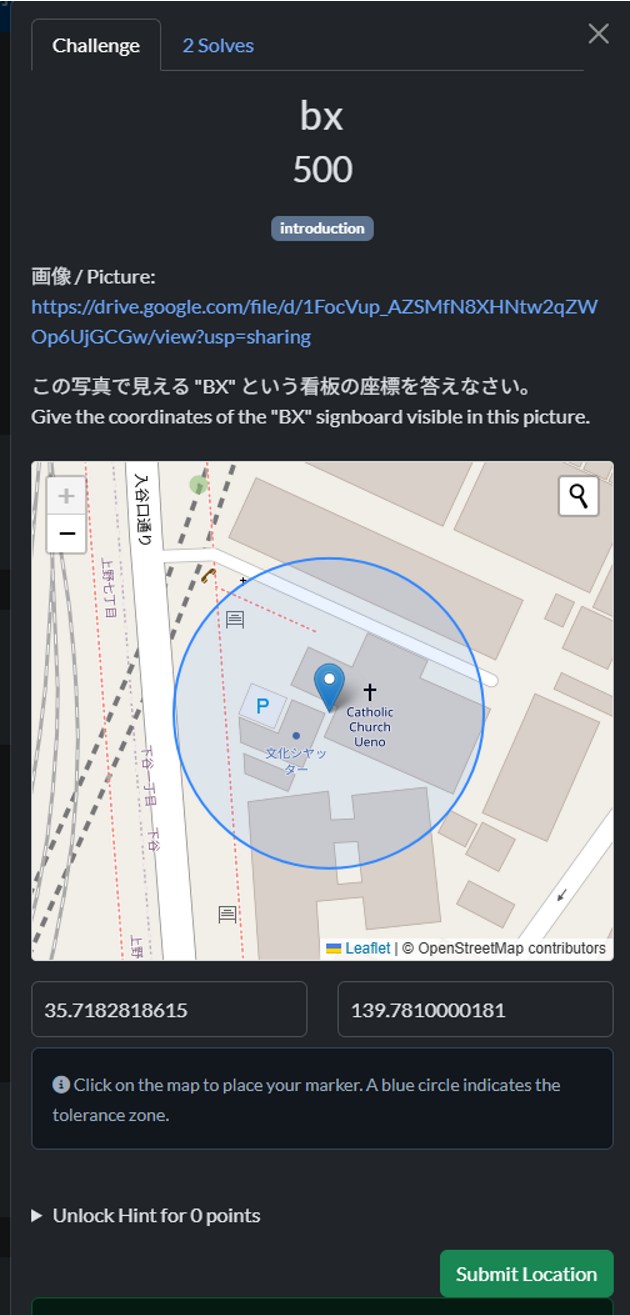 Challenge
2 Solves
bx
500
introduction
画像 / Picture:
https://drive.google.com/file/d/1FocVup_AZSMfN8XHNtw2qZW
Op6UjGCGw/view?usp=sharing
この写真で見える "BX" という看板の座標を答えなさい。
Give the coordinates of the "BX" signboard visible in this picture.
+
−
入谷口通り
上野七丁目
P
Catholic
Church
Ueno
文化シヤッ
ター
下谷一丁目
下谷
上野
Leaflet | © OpenStreetMap contributors
35.7182818615
139.7810000181
Click on the map to place your marker. A blue circle indicates the
tolerance zone.
Unlock Hint for 0 points
Submit Location